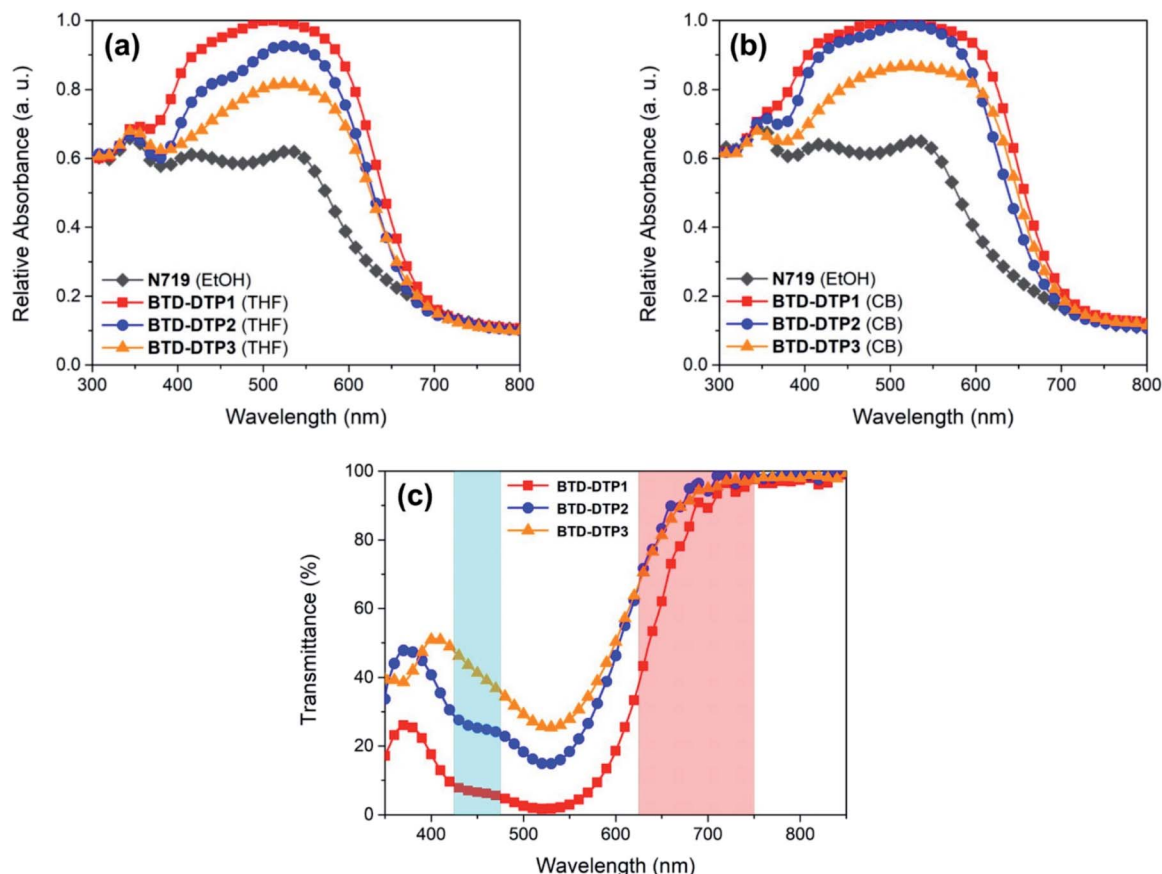 (a)
Relative Absorbance (a. u.)
1.0
0.8
0.6
0.4
0.2
0.0
N719 (EtOH)
BTD-DTP1 (THF)
BTD-DTP2 (THF)
BTD-DTP3 (THF)
300 400 500 600 700 800
Wavelength (nm)
(b)
Relative Absorbance (a. u.)
1.0
0.8
0.6
0.4
0.2
0.0
N719 (EtOH)
BTD-DTP1 (CB)
BTD-DTP2 (CB)
BTD-DTP3 (CB)
300 400 500 600 700 800
Wavelength (nm)
(c)
Transmittance (%)
100
80
60
40
20
0
BTD-DTP1
BTD-DTP2
BTD-DTP3
400 500 600 700 800
Wavelength (nm)